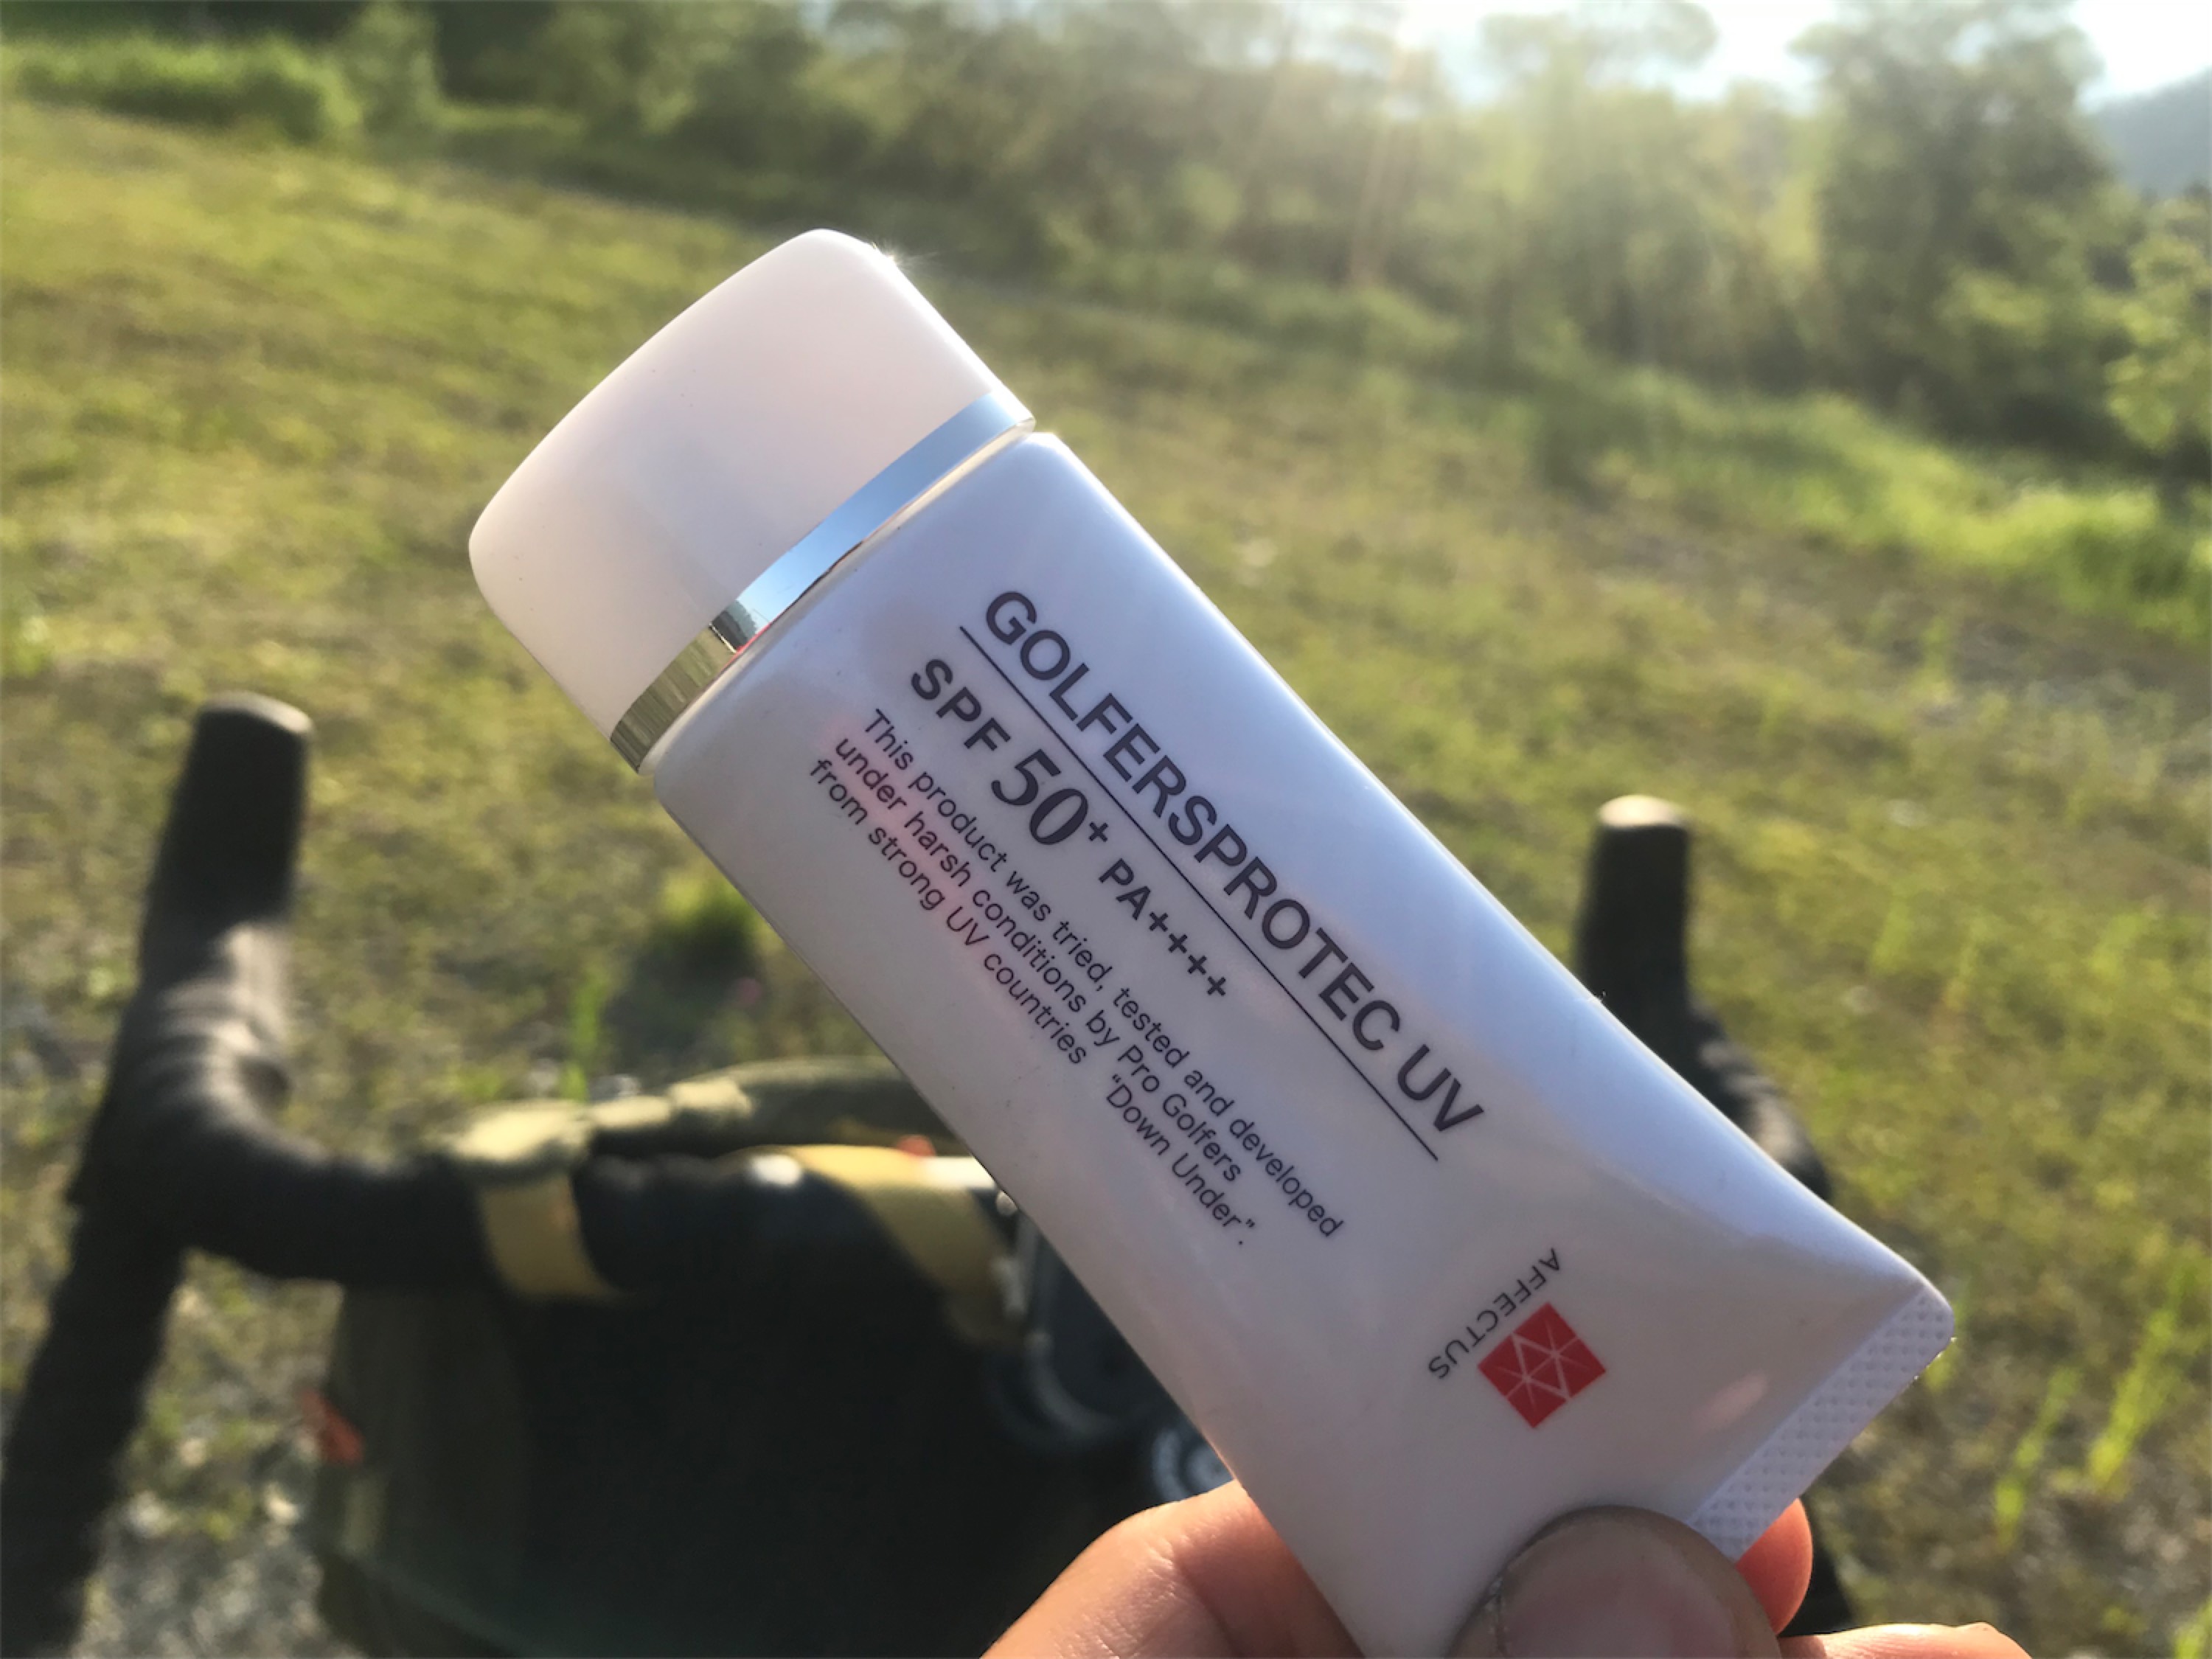 GOLFERSPROTEC UV
SPF 50+ PA++++
This product was tried, tested and developed
under harsh conditions by Pro Golfers
from strong UV countries "Down Under".
AFFECTUS